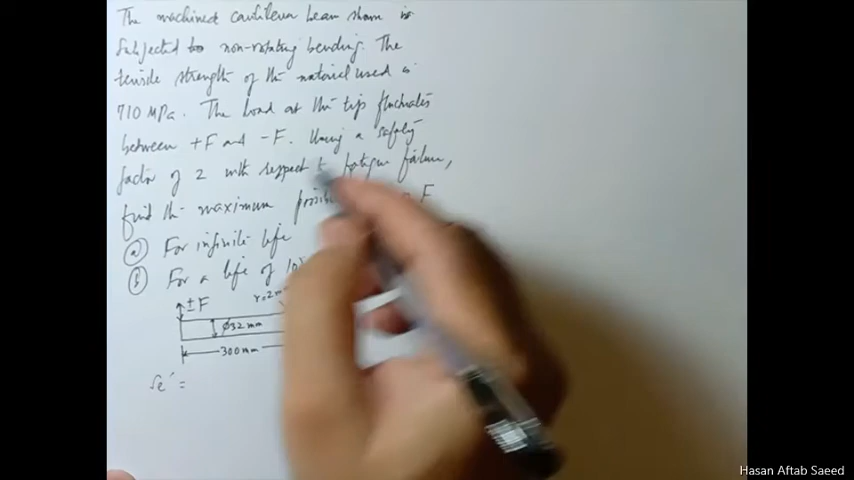 The machined cantilever beam shown is
Subjected to non-rotating bending. The
tensile strength of the material used is
710 MPa. The load at the tip fluctuates
between +F and -F. Using a safety
factor of 2 with respect to fatigue failure,
find the maximum F
(a) For infinite life
(b) For a life of
±F
r=2
ø32 mm
300 mm
Se' =
Hasan Aftab Saeed